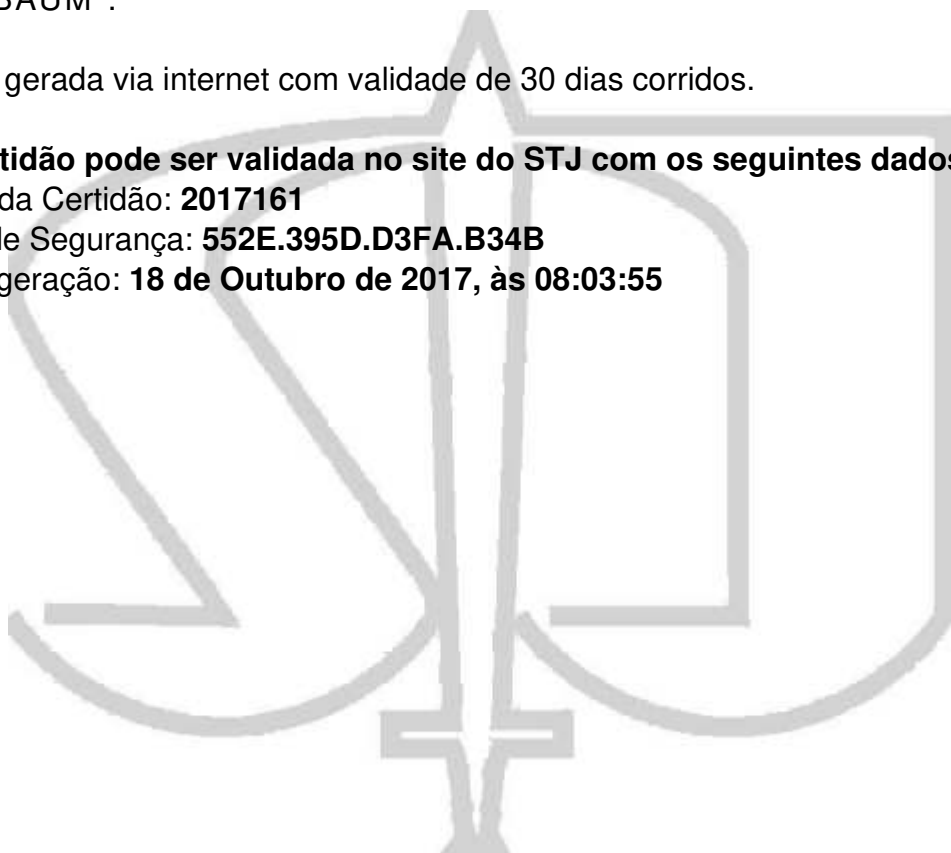 BAUM .
gerada via internet com validade de 30 dias corridos.
tidão pode ser validada no site do STJ com os seguintes dados
da Certidão: 2017161
de Segurança: 552E.395D.D3FA.B34B
geração: 18 de Outubro de 2017, às 08:03:55